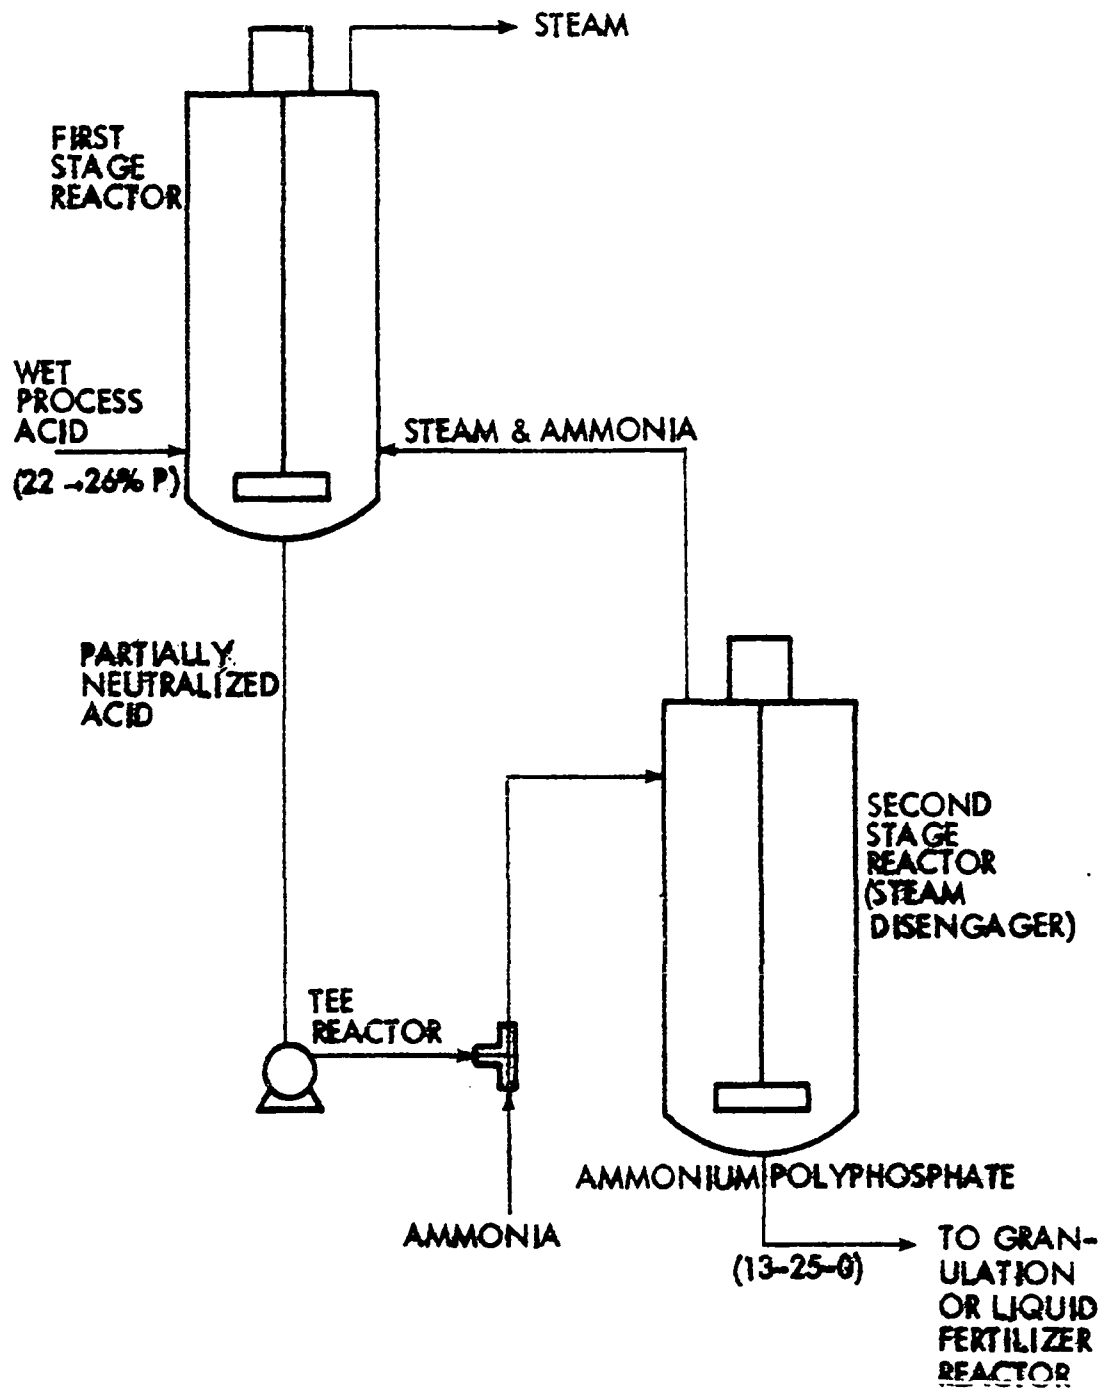 STEAM
FIRST
STAGE
REACTOR
WET
PROCESS
ACID
(22→26% P)
STEAM & AMMONIA
PARTIALLY
NEUTRALIZED
ACID
SECOND
STAGE
REACTOR
(STEAM
DISENGAGER)
TEE
REACTOR
AMMONIA
AMMONIUM POLYPHOSPHATE
(13-25-0)
TO GRAN-
ULATION
OR LIQUID
FERTILIZER
REACTOR